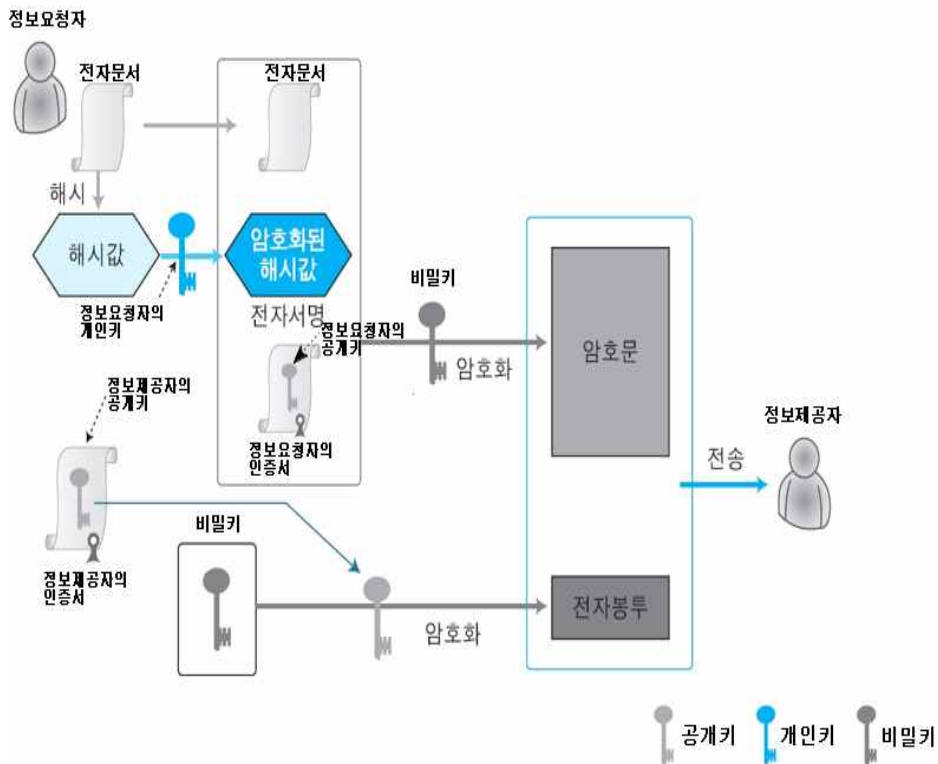 정보요청자
전자문서
전자문서
해시
해시값
암호화된
해시값
정보요청자의
개인키
전자서명
정보요청자의
공개키
비밀키
암호화
암호문
정보제공자의
공개키
정보요청자의
인증서
정보제공자
전송
비밀키
정보제공자의
인증서
암호화
전자봉투
공개키
개인키
비밀키